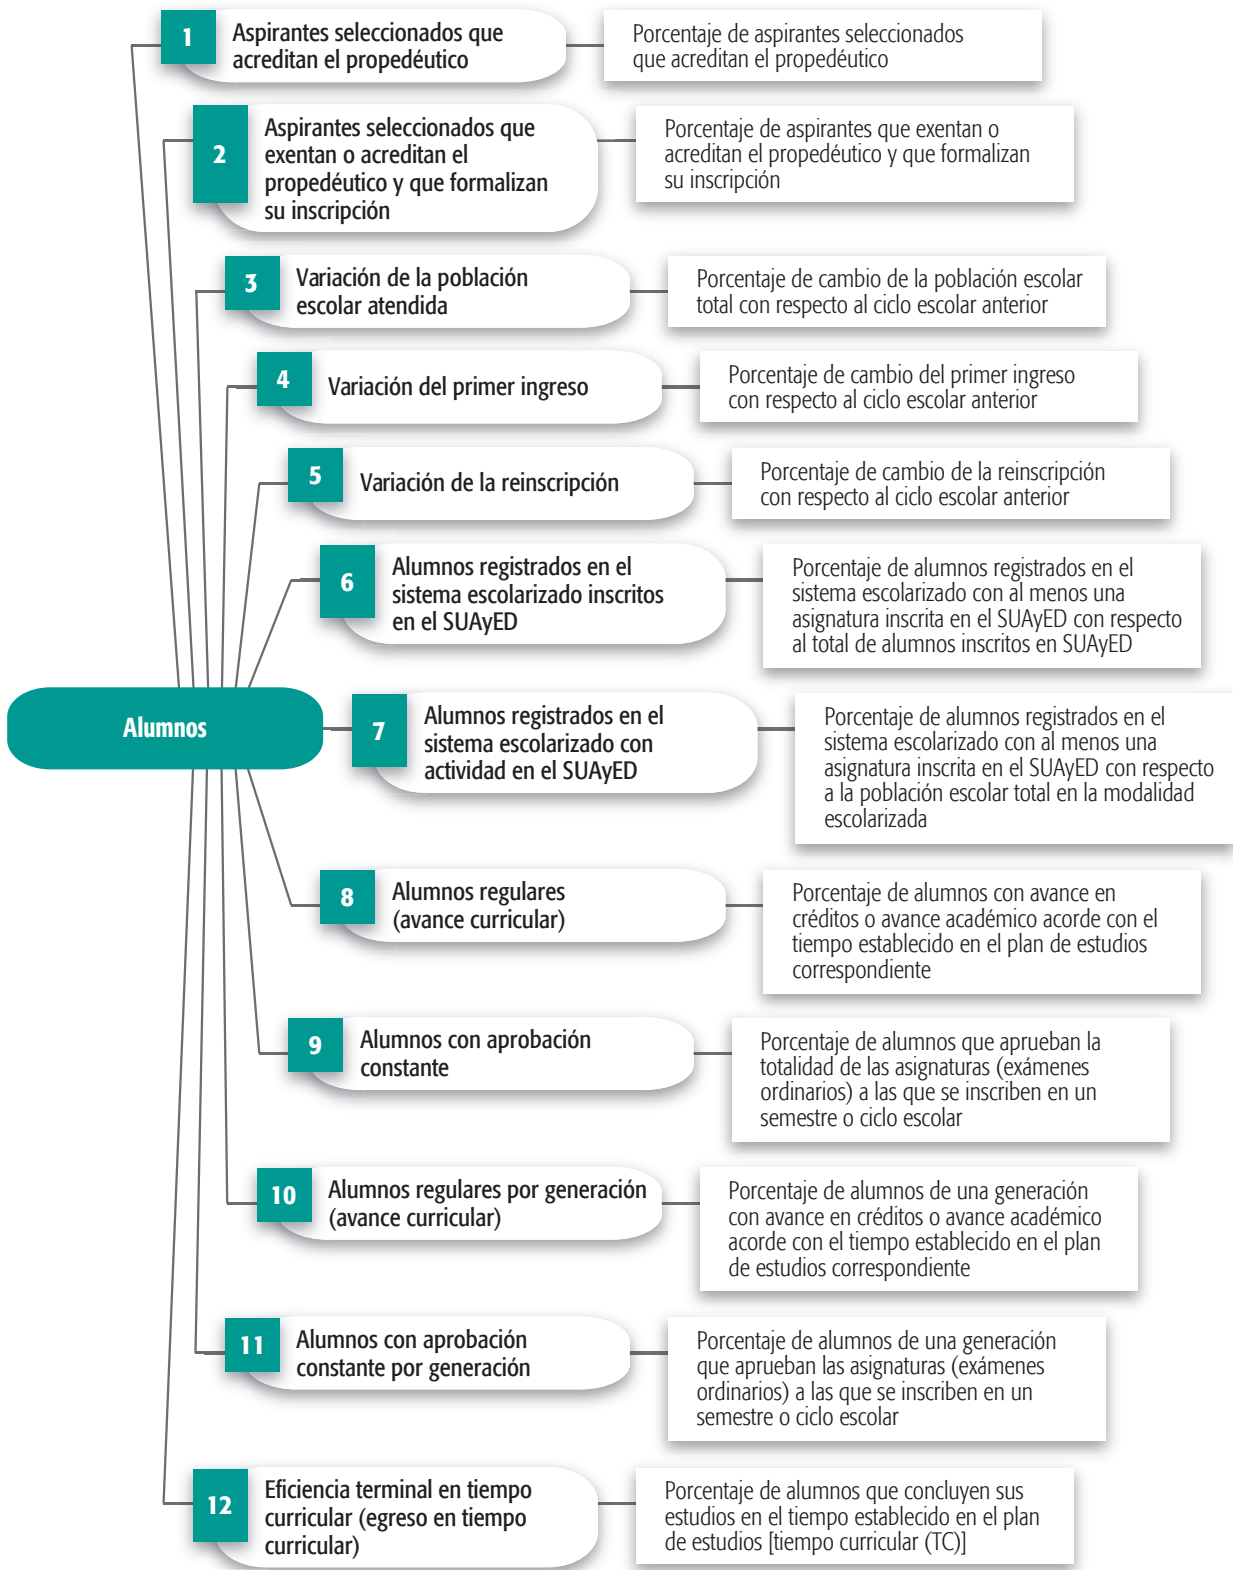 1
Aspirantes seleccionados que
acreditan el propedéutico
Porcentaje de aspirantes seleccionados
que acreditan el propedéutico
2
Aspirantes seleccionados que
exentan o acreditan el
propedéutico y que formalizan
su inscripción
Porcentaje de aspirantes que exentan o
acreditan el propedéutico y que formalizan
su inscripción
3
Variación de la población
escolar atendida
Porcentaje de cambio de la población escolar
total con respecto al ciclo escolar anterior
4
Variación del primer ingreso
Porcentaje de cambio del primer ingreso
con respecto al ciclo escolar anterior
5
Variación de la reinscripción
Porcentaje de cambio de la reinscripción
con respecto al ciclo escolar anterior
6
Alumnos registrados en el
sistema escolarizado inscritos
en el SUAyED
Porcentaje de alumnos registrados en el
sistema escolarizado con al menos una
asignatura inscrita en el SUAyED con respecto
al total de alumnos inscritos en SUAyED
Alumnos
7
Alumnos registrados en el
sistema escolarizado con
actividad en el SUAyED
Porcentaje de alumnos registrados en el
sistema escolarizado con al menos una
asignatura inscrita en el SUAyED con respecto
a la población escolar total en la modalidad
escolarizada
8
Alumnos regulares
(avance curricular)
Porcentaje de alumnos con avance en
créditos o avance académico acorde con el
tiempo establecido en el plan de estudios
correspondiente
9
Alumnos con aprobación
constante
Porcentaje de alumnos que aprueban la
totalidad de las asignaturas (exámenes
ordinarios) a las que se inscriben en un
semestre o ciclo escolar
10
Alumnos regulares por generación
(avance curricular)
Porcentaje de alumnos de una generación
con avance en créditos o avance académico
acorde con el tiempo establecido en el plan
de estudios correspondiente
11
Alumnos con aprobación
constante por generación
Porcentaje de alumnos de una generación
que aprueban las asignaturas (exámenes
ordinarios) a las que se inscriben en un
semestre o ciclo escolar
12
Eficiencia terminal en tiempo
curricular (egreso en tiempo
curricular)
Porcentaje de alumnos que concluyen sus
estudios en el tiempo establecido en el plan
de estudios [tiempo curricular (TC)]